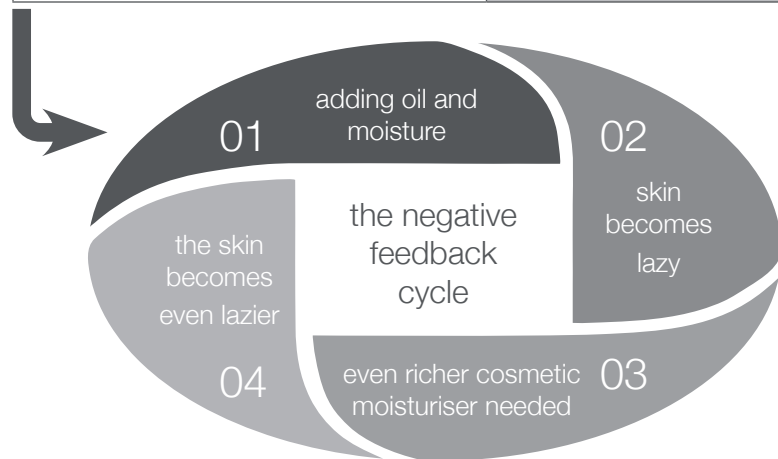 01
adding oil and
moisture
02
skin
becomes
lazy
the negative
feedback
cycle
even richer cosmetic
moisturiser needed
03
the skin
becomes
even lazier
04